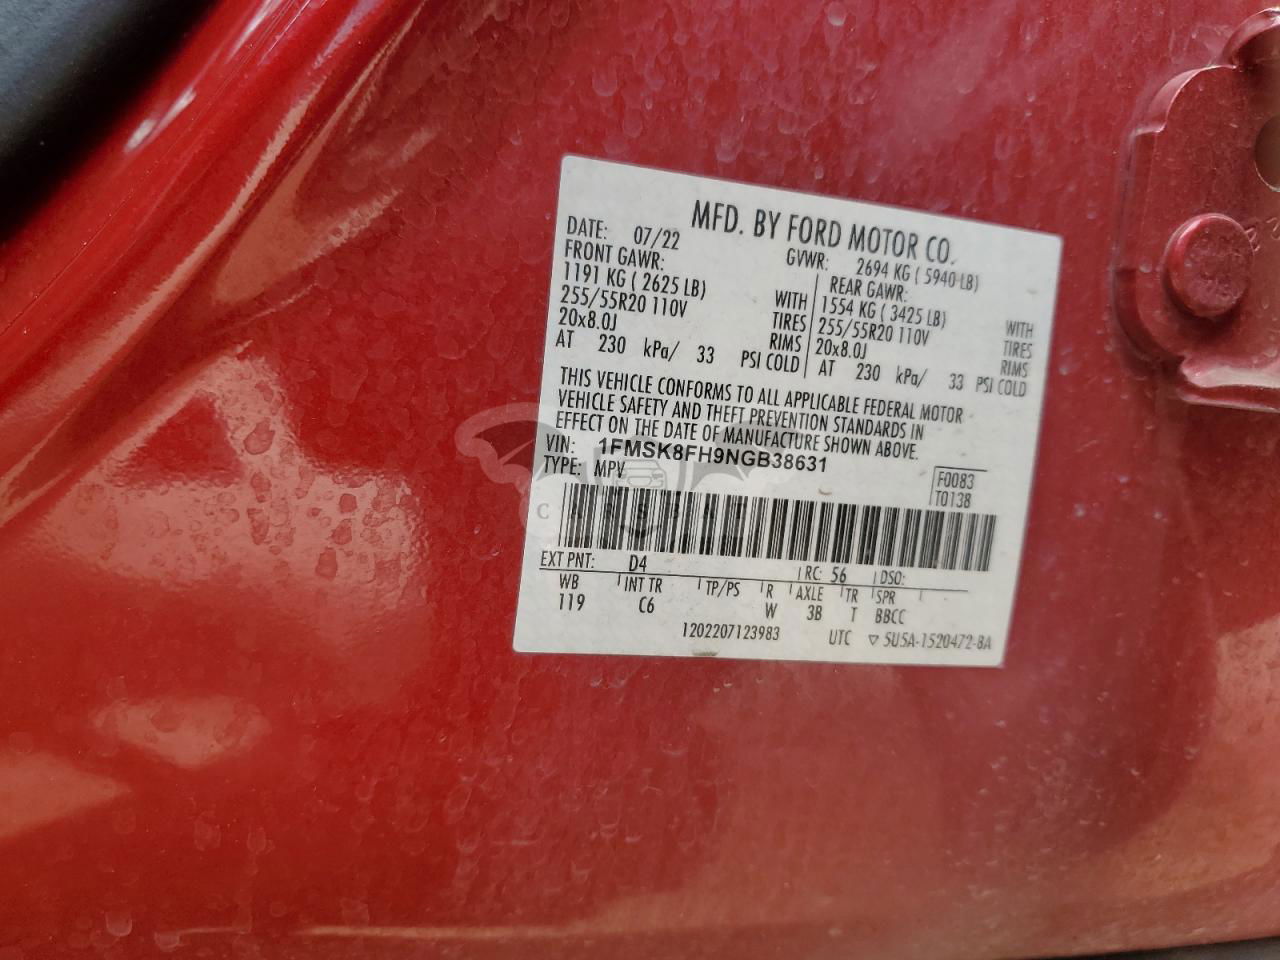 MFD. BY FORD MOTOR CO.
DATE: 07/22 GVWR: 2694 KG ( 5940 LB)
FRONT GAWR: REAR GAWR:
1191 KG ( 2625 LB) WITH 1554 KG ( 3425 LB) WITH
255/55R20 110V TIRES 255/55R20 110V TIRES
20x8.0J RIMS 20x8.0J RIMS
AT 230 kPa/ 33 PSI COLD AT 230 kPa/ 33 PSI COLD
THIS VEHICLE CONFORMS TO ALL APPLICABLE FEDERAL MOTOR
VEHICLE SAFETY AND THEFT PREVENTION STANDARDS IN
EFFECT ON THE DATE OF MANUFACTURE SHOWN ABOVE.
VIN: 1FMSK8FH9NGB38631
TYPE: MPV
F0083
T0138
EXT PNT: D4 RC: 56 DSO:
WB INT TR TP/PS R AXLE TR SPR
119 C6 W 3B T BBCC
1202207123983 UTC ▽ 5U5A-1520472-BA